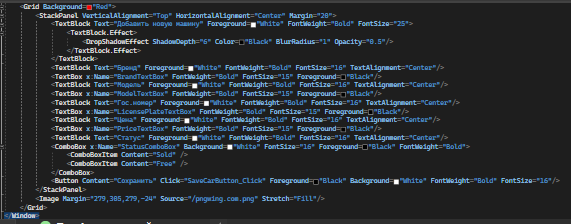 <Grid Background="Red">
<StackPanel VerticalAlignment="Top" HorizontalAlignment="Center" Margin="20">
<TextBlock Text="Добавить новую машину" Foreground="White" FontWeight="Bold" FontSize="25">
<TextBlock.Effect>
<DropShadowEffect ShadowDepth="6" Color="Black" BlurRadius="1" Opacity="0.5"/>
</TextBlock.Effect>
</TextBlock>
<TextBlock Text="Бренд" Foreground="White" FontWeight="Bold" FontSize="16" TextAlignment="Center"/>
<TextBox x:Name="BrandTextBox" FontWeight="Bold" FontSize="15" Foreground="Black"/>
<TextBlock Text="Модель" Foreground="White" FontWeight="Bold" FontSize="16" TextAlignment="Center"/>
<TextBox x:Name="ModelTextBox" FontWeight="Bold" FontSize="15" Foreground="Black"/>
<TextBlock Text="Гос.номер" Foreground="White" FontWeight="Bold" FontSize="16" TextAlignment="Center"/>
<TextBox x:Name="LicensePlateTextBox" FontWeight="Bold" FontSize="15" Foreground="Black"/>
<TextBlock Text="Цена" Foreground="White" FontWeight="Bold" FontSize="16" TextAlignment="Center"/>
<TextBox x:Name="PriceTextBox" FontWeight="Bold" FontSize="15" Foreground="Black"/>
<TextBlock Text="Статус" Foreground="White" FontWeight="Bold" FontSize="16" TextAlignment="Center"/>
<ComboBox x:Name="StatusComboBox" Background="White" FontSize="16" Foreground="Black" FontWeight="Bold">
<ComboBoxItem Content="Sold" />
<ComboBoxItem Content="Free" />
</ComboBox>
<Button Content="Сохранить" Click="SaveCarButton_Click" Foreground="Black" Background="White" FontWeight="Bold" FontSize="16"/>
</StackPanel>
<Image Margin="279,305,279,-24" Source="/pngwing.com.png" Stretch="Fill"/>
</Grid>
</Window>